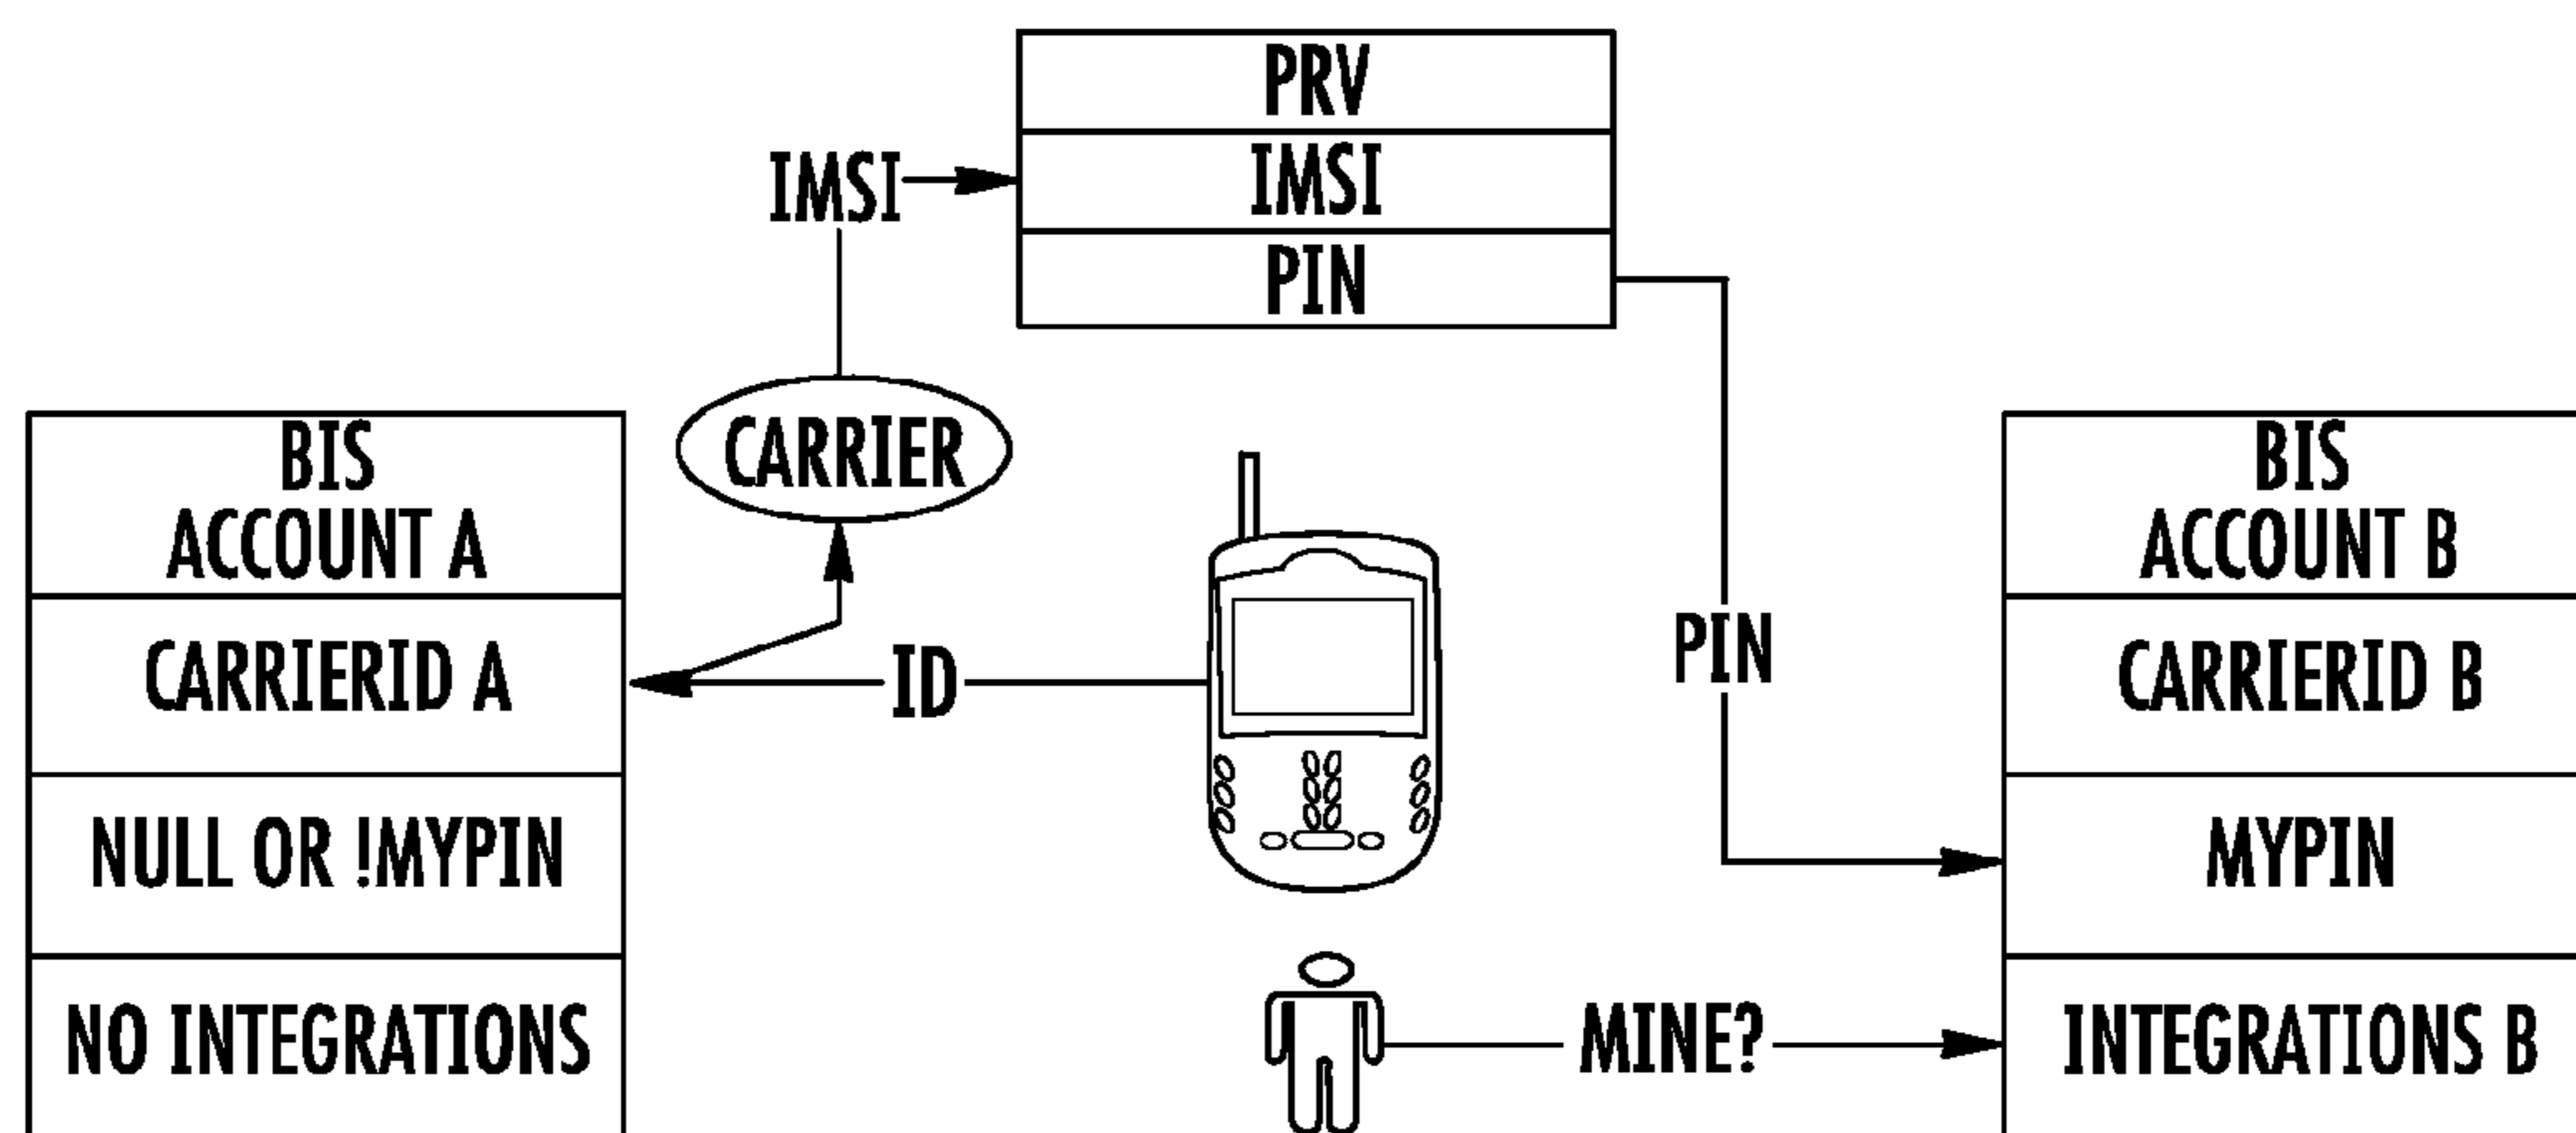 PRV
IMSI
IMSI
PIN
CARRIER
BIS
ACCOUNT A
CARRIERID A
NULL OR !MYPIN
NO INTEGRATIONS
ID
PIN
MINE?
BIS
ACCOUNT B
CARRIERID B
MYPIN
INTEGRATIONS B